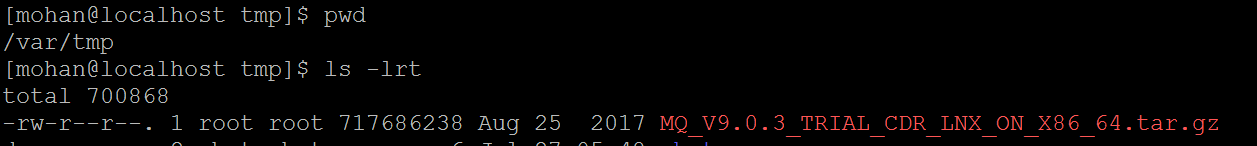 [mohan@localhost tmp]$ pwd
/var/tmp
[mohan@localhost tmp]$ ls -lrt
total 700868
-rw-r--r--. 1 root root 717686238 Aug 25  2017 MQ_V9.0.3_TRIAL_CDR_LNX_ON_X86_64.tar.gz